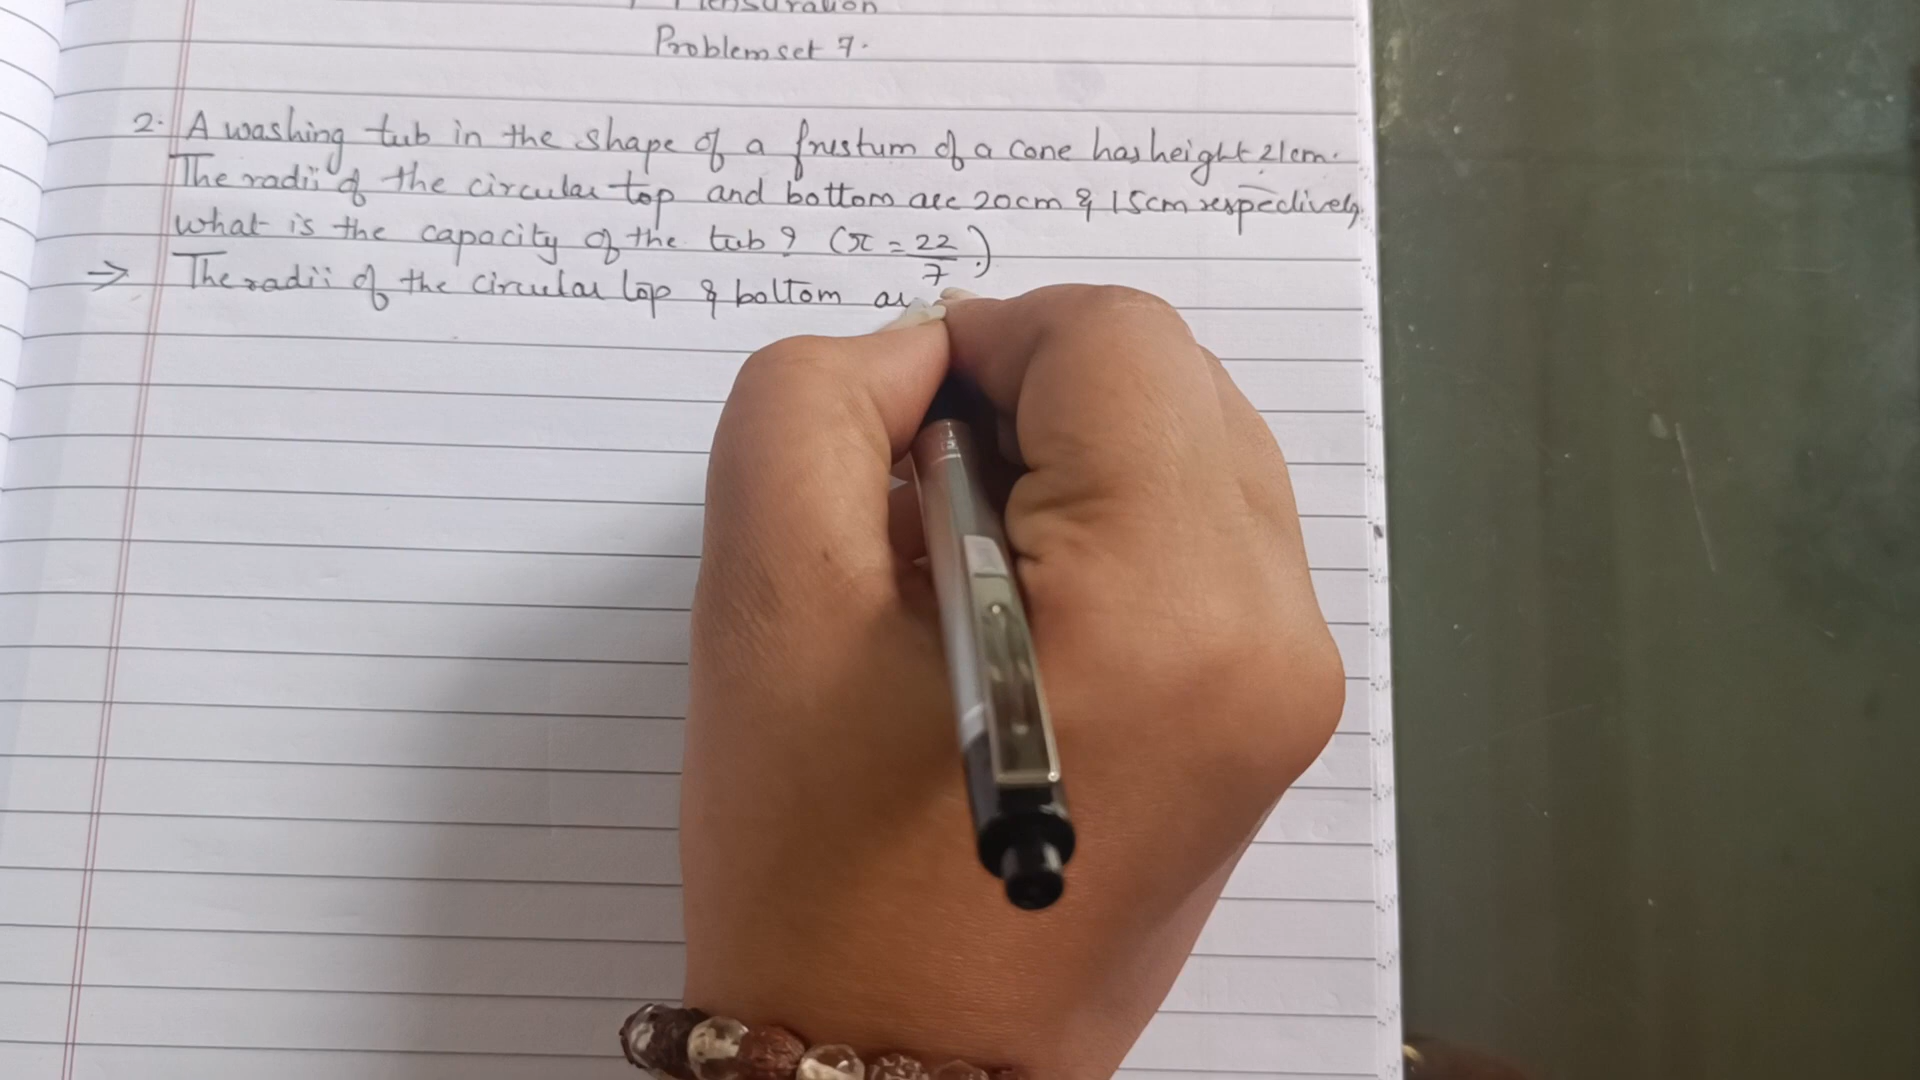 Mensuration
Problem set 7.
2. A washing tub in the shape of a frustum of a cone has height 21cm.
The radii of the circular top and bottom are 20cm & 15cm respectively.
what is the capacity of the tub? (π = 22/7.)
→ The radii of the circular top & bottom